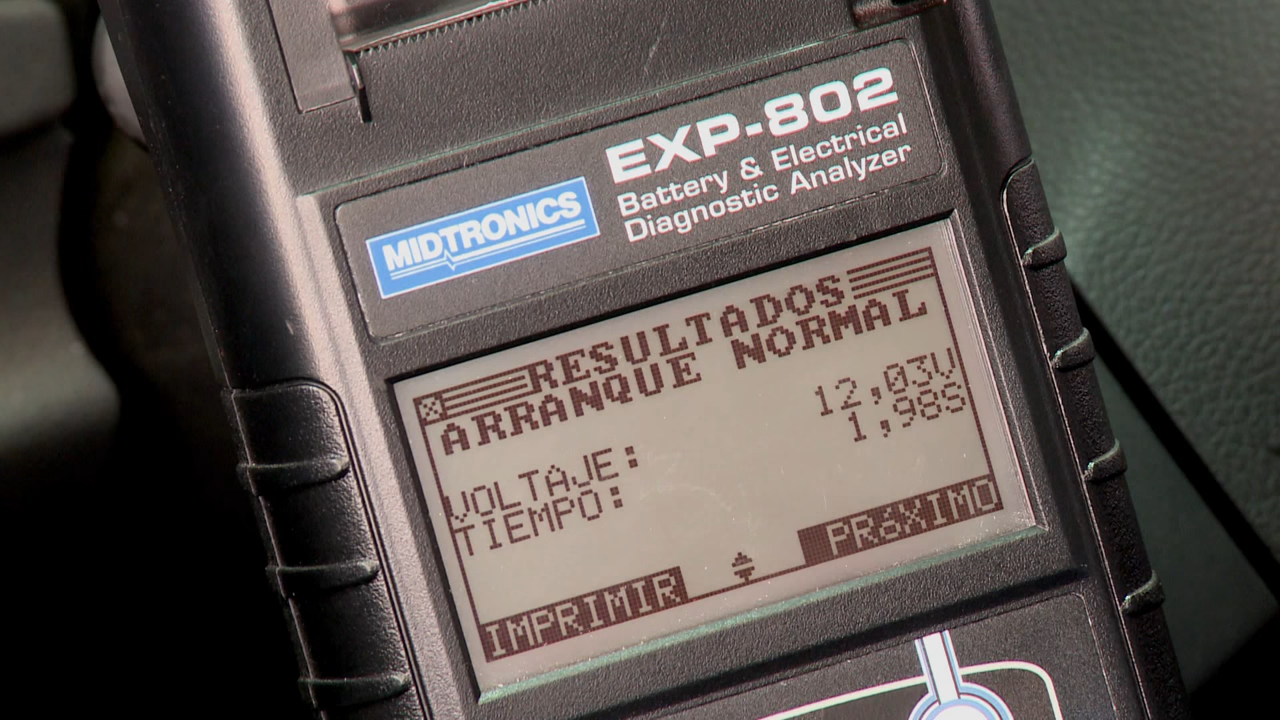 EXP-802
Battery & Electrical
Diagnostic Analyzer
MIDTRONICS
RESULTADOS
ARRANQUE NORMAL
VOLTAJE: 12,03V
TIEMPO: 1,98S
IMPRIMIR PRÓXIMO